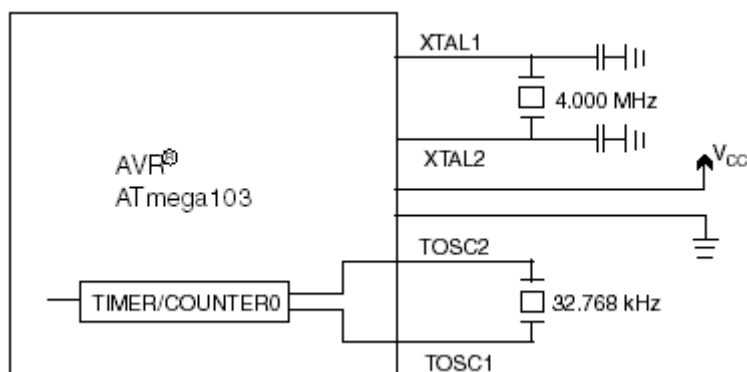 XTAL1
4.000 MHz
XTAL2
VCC
AVR®
ATmega103
TOSC2
TIMER/COUNTER0
32.768 kHz
TOSC1